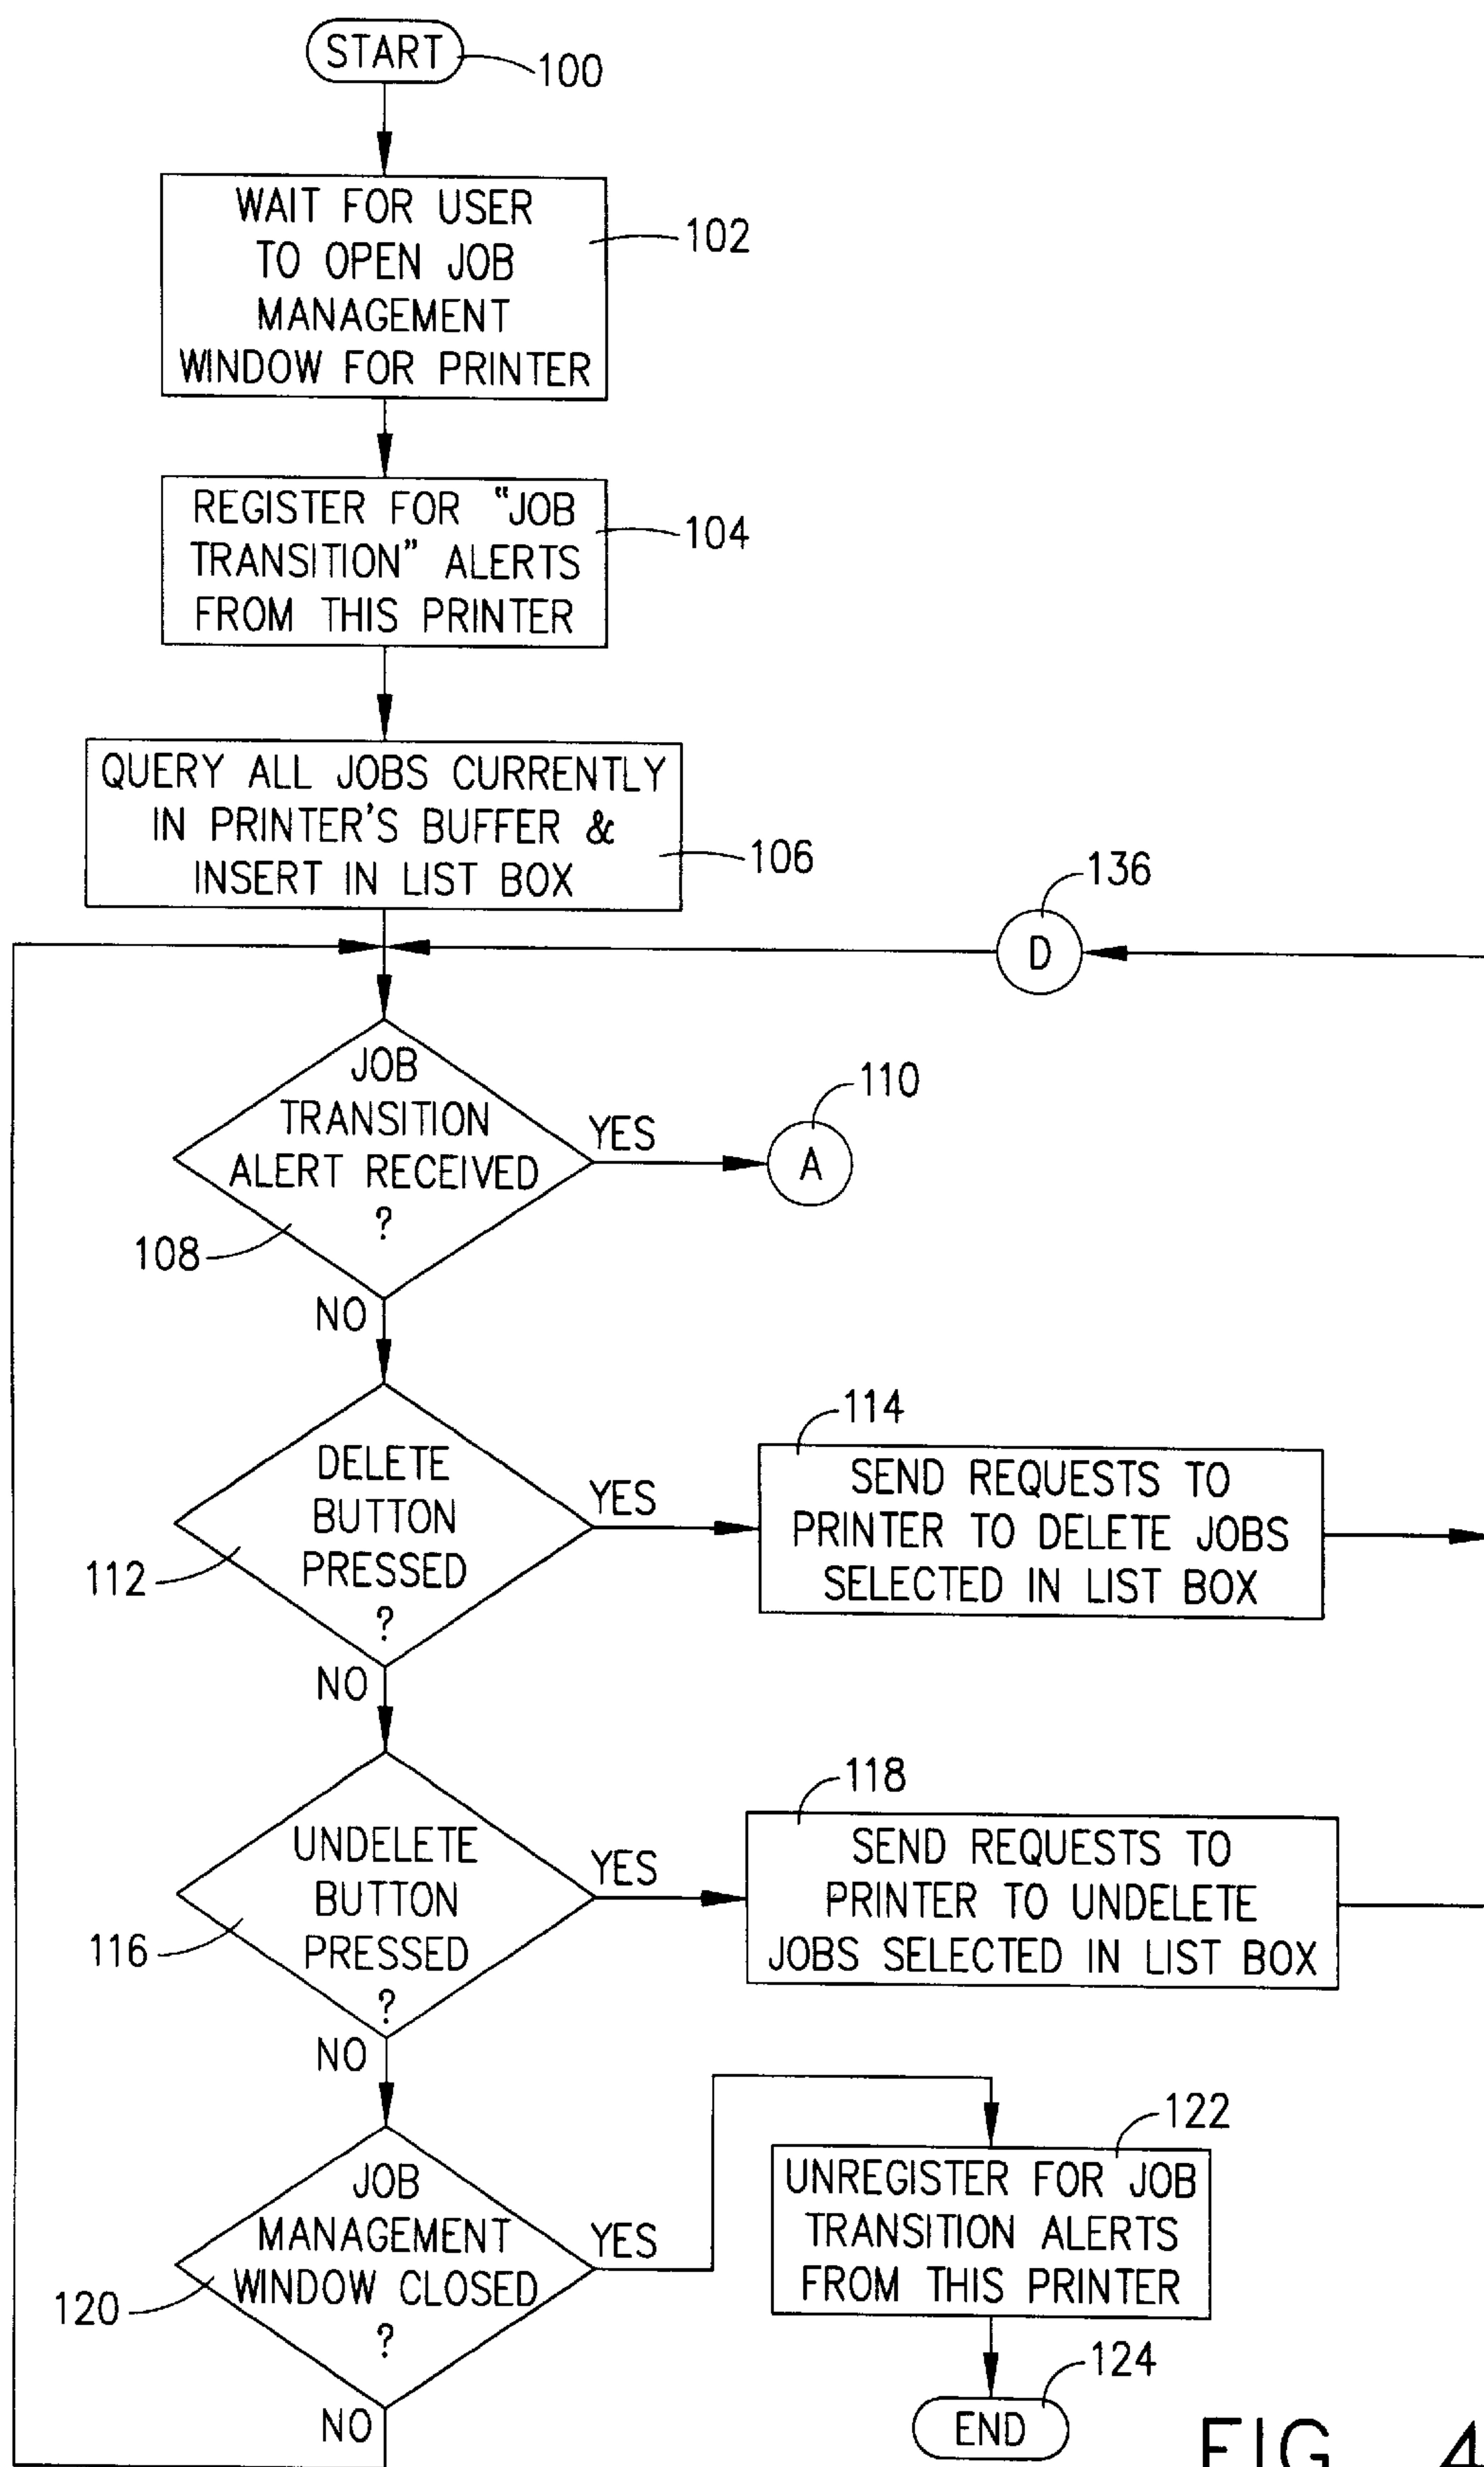 START
100
WAIT FOR USER
TO OPEN JOB
MANAGEMENT
WINDOW FOR PRINTER
102
REGISTER FOR "JOB
TRANSITION" ALERTS
FROM THIS PRINTER
104
QUERY ALL JOBS CURRENTLY
IN PRINTER'S BUFFER &
INSERT IN LIST BOX
106
136
D
JOB
TRANSITION
ALERT RECEIVED
?
108
YES
110
A
NO
DELETE
BUTTON
PRESSED
?
112
YES
114
SEND REQUESTS TO
PRINTER TO DELETE JOBS
SELECTED IN LIST BOX
NO
UNDELETE
BUTTON
PRESSED
?
116
YES
118
SEND REQUESTS TO
PRINTER TO UNDELETE
JOBS SELECTED IN LIST BOX
NO
JOB
MANAGEMENT
WINDOW CLOSED
?
120
YES
122
UNREGISTER FOR JOB
TRANSITION ALERTS
FROM THIS PRINTER
124
END
NO
FIG. 4